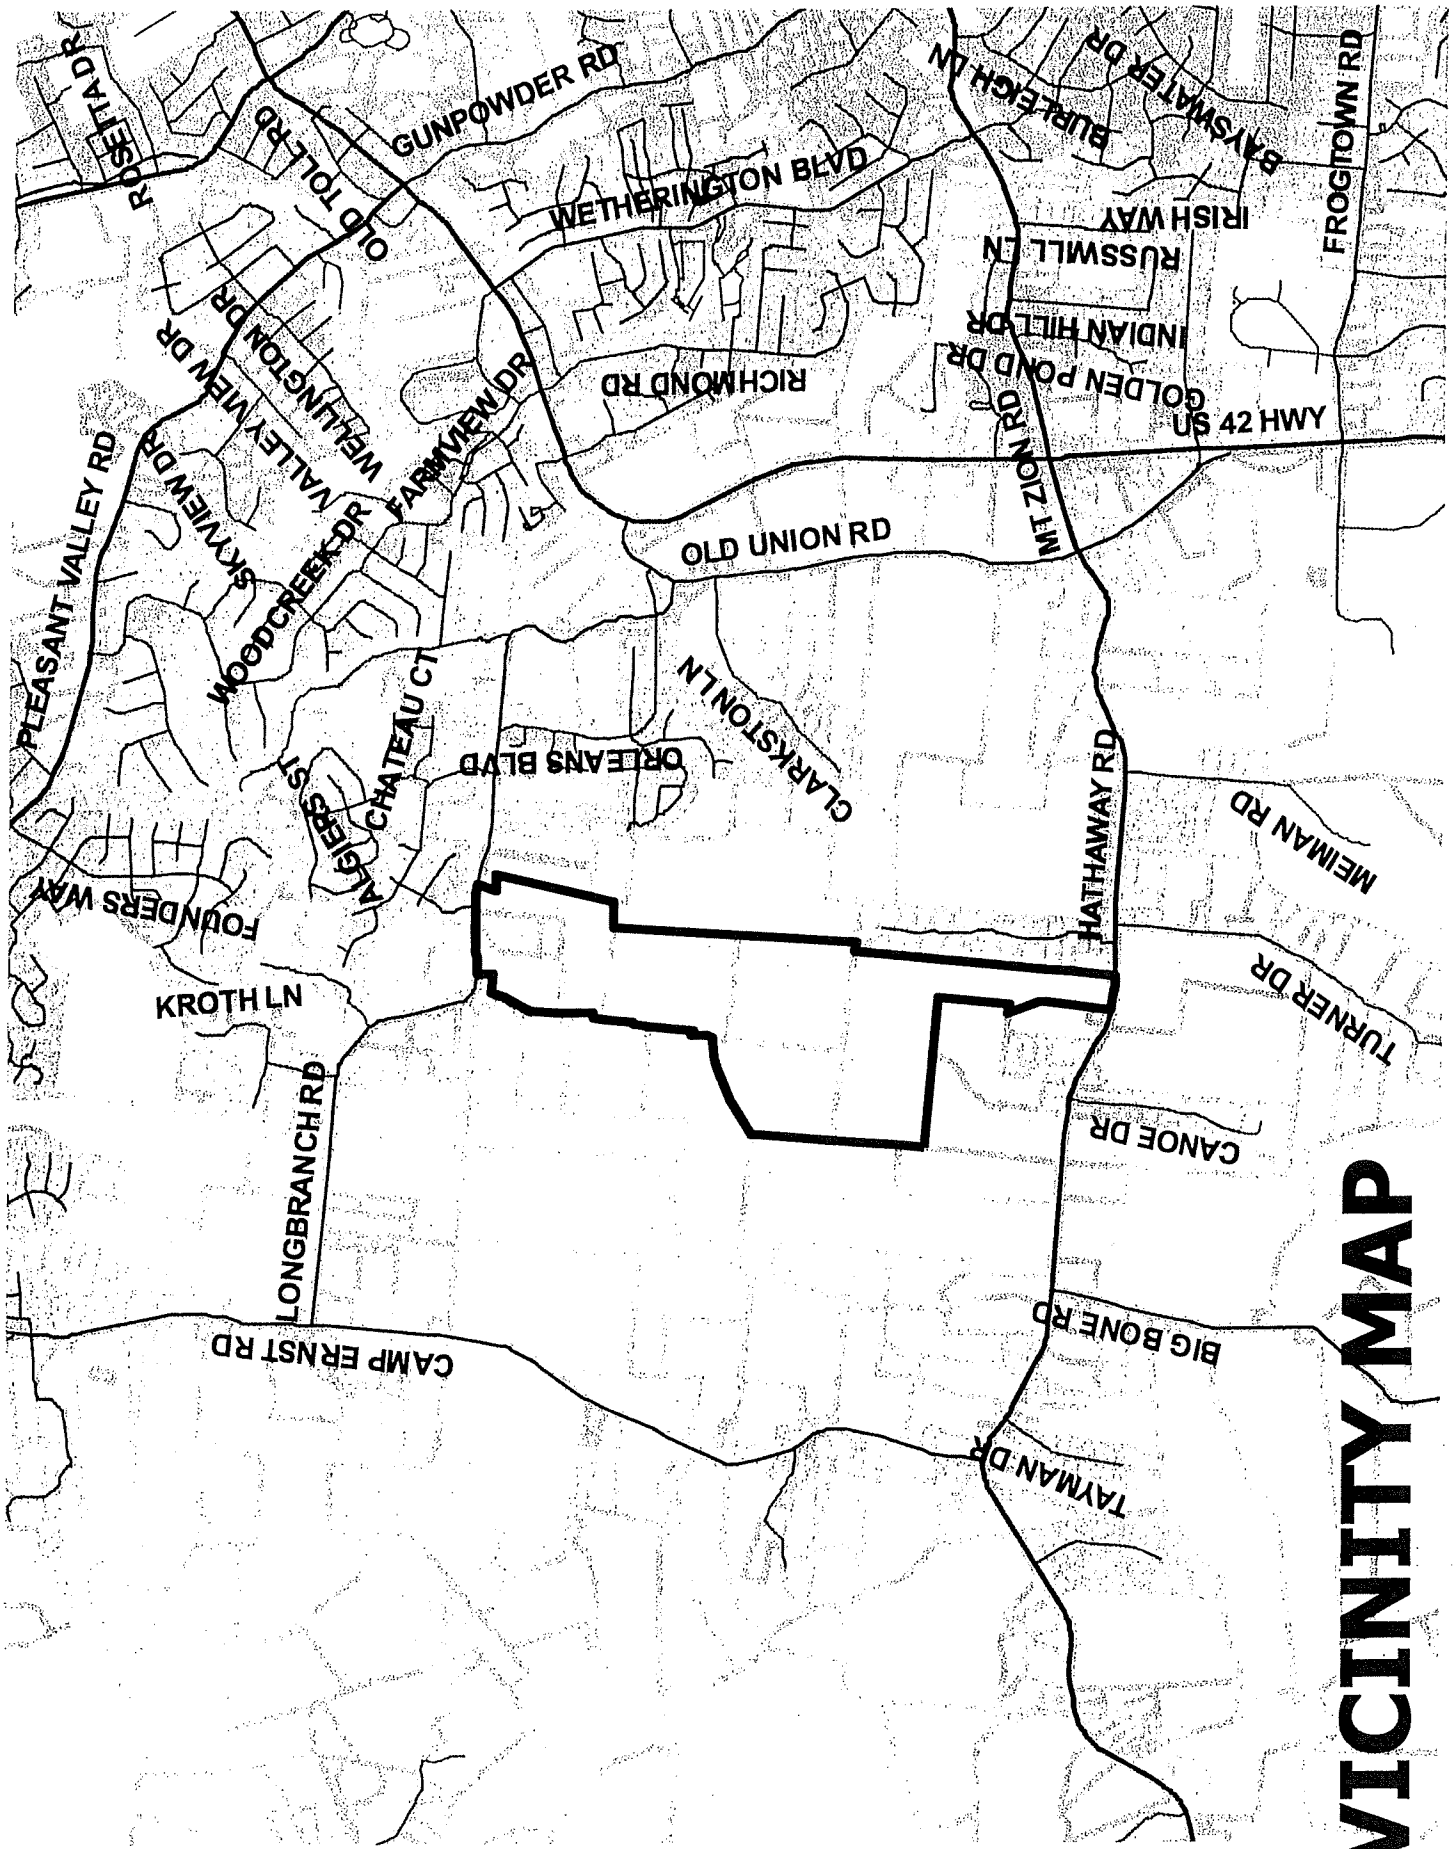 ROSETTA DR
OLD TOLL RD
GUNPOWDER RD
WETHERINGTON BLVD
BURLEIGH LN
BAYSWATER DR
FROGTOWN RD
IRISH WAY
RUSSWILL LN
INDIAN HILL DR
GOLDEN POND DR
US 42 HWY
MT ZION RD
RICHMOND RD
FARMVIEW DR
WELLINGTON DR
VALLEY VIEW DR
SKYVIEW DR
WOODCREEK DR
PLEASANT VALLEY RD
OLD UNION RD
CLARKSTON LN
ORLEANS BLVD
CHATEAU CT
ALGIERS ST
FOUNDERS WAY
KROTH LN
LONGBRANCH RD
HATHAWAY RD
MEIMAN RD
TURNER DR
CANOE DR
BIG BONE RD
CAMP ERNST RD
TAYMAN DR
VICINITY MAP